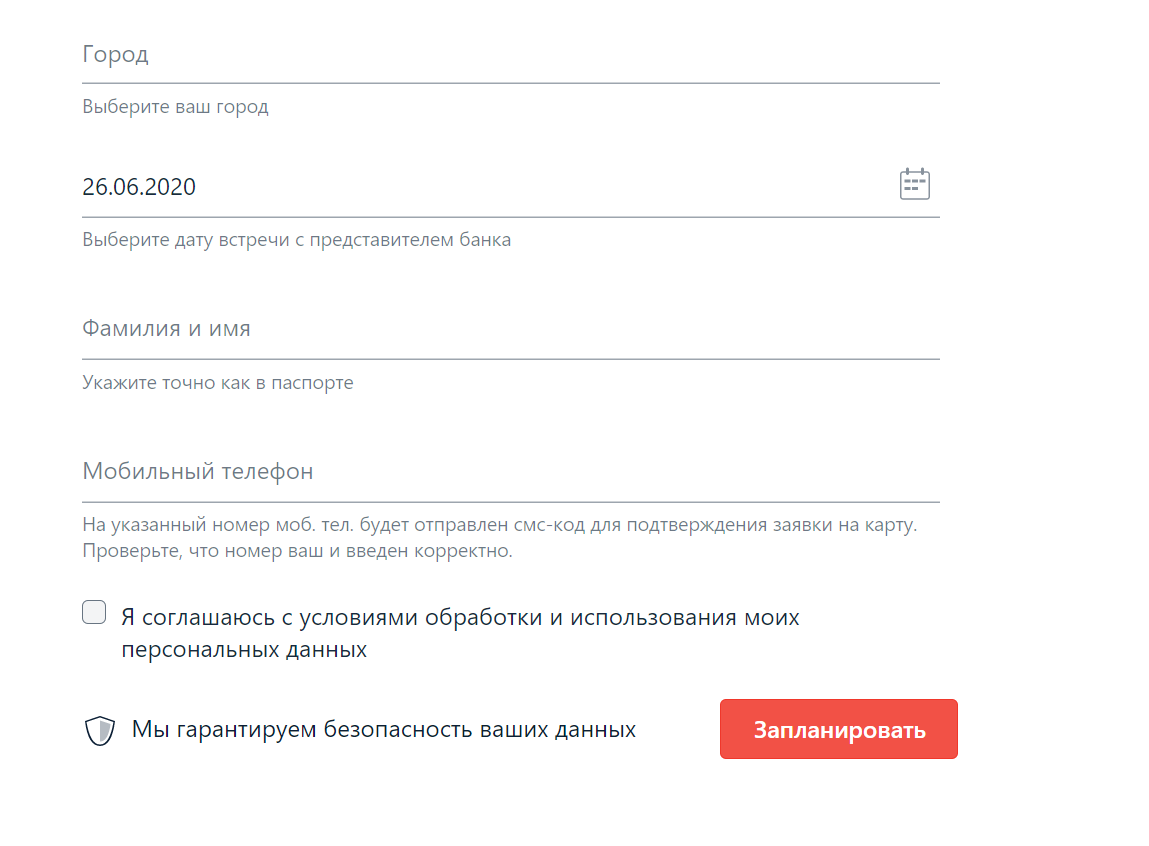 Город
Выберите ваш город
26.06.2020
Выберите дату встречи с представителем банка
Фамилия и имя
Укажите точно как в паспорте
Мобильный телефон
На указанный номер моб. тел. будет отправлен смс-код для подтверждения заявки на карту.
Проверьте, что номер ваш и введен корректно.
Я соглашаюсь с условиями обработки и использования моих
персональных данных
Мы гарантируем безопасность ваших данных
Запланировать